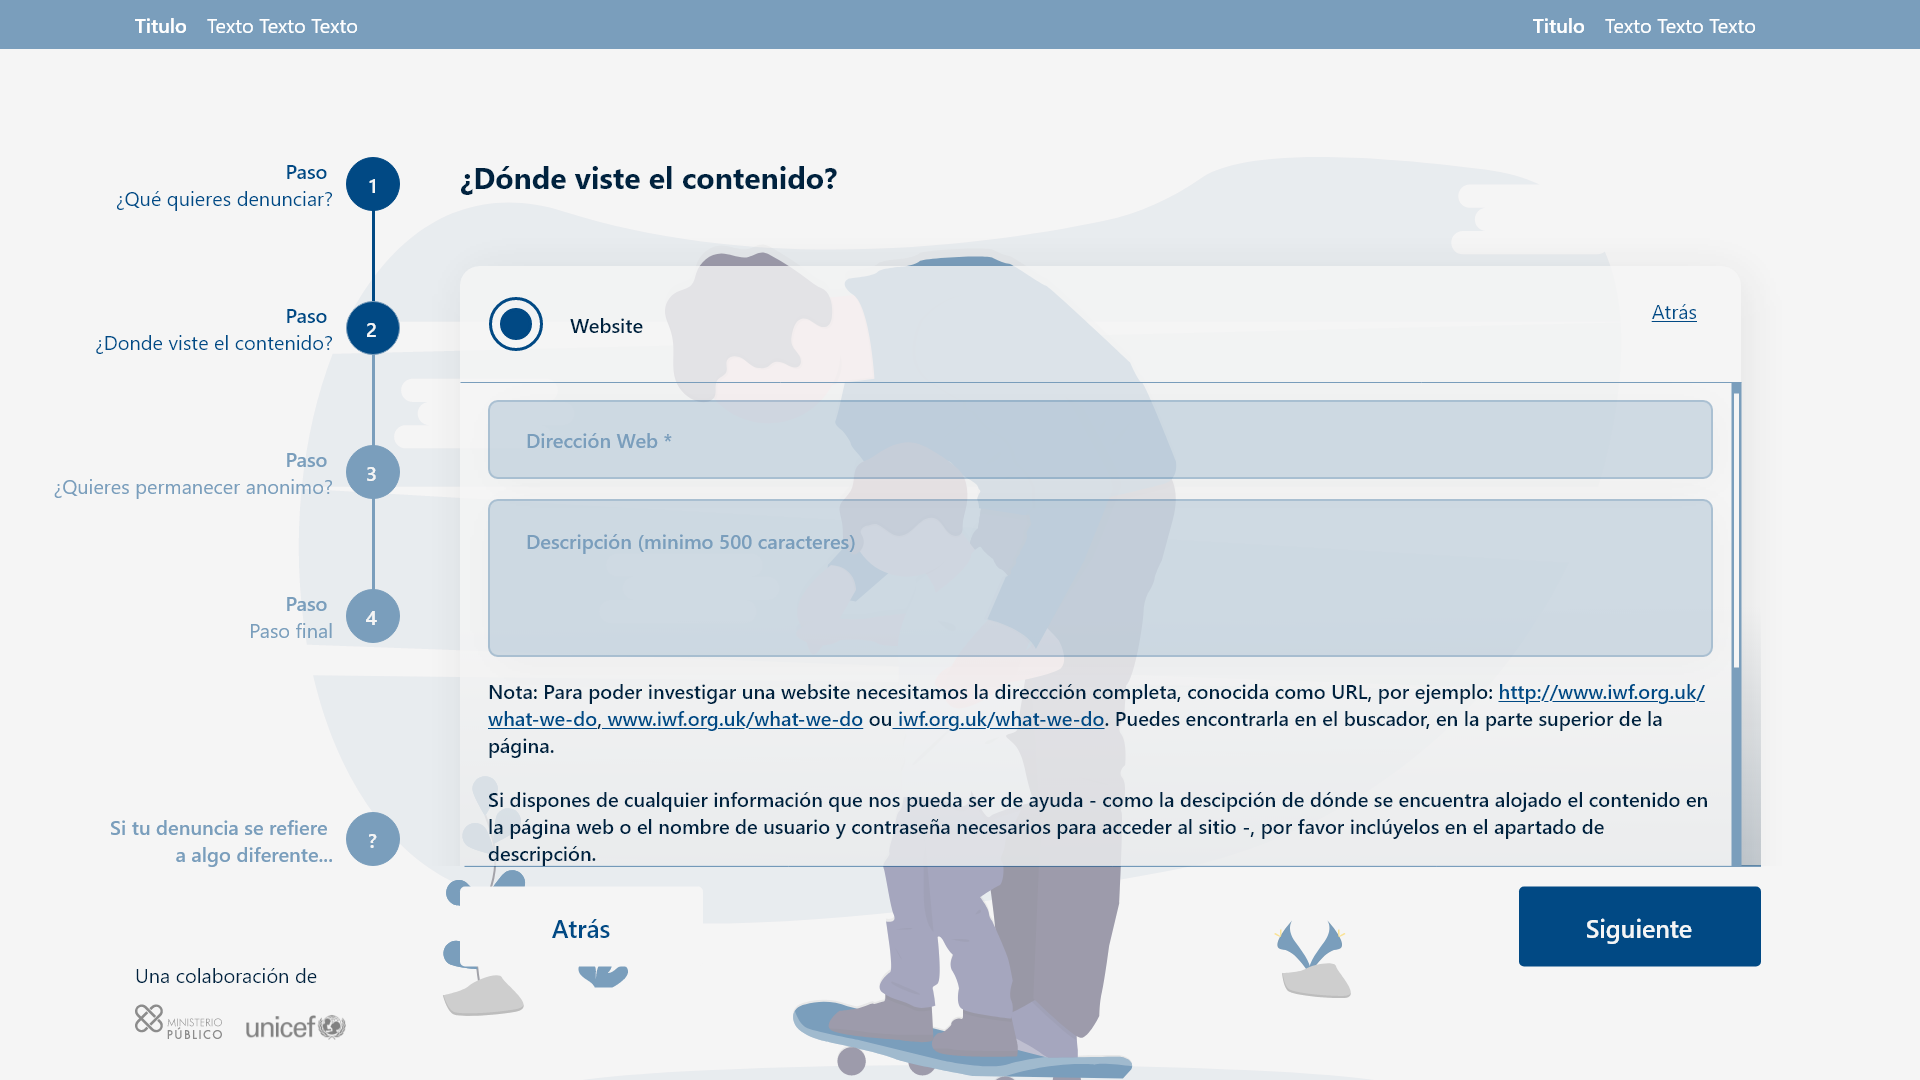 Titulo Texto Texto Texto
Titulo Texto Texto Texto
Paso
¿Qué quieres denunciar?
1
Paso
¿Donde viste el contenido?
2
Paso
¿Quieres permanecer anonimo?
3
Paso
Paso final
4
Si tu denuncia se refiere
a algo diferente...
?
¿Dónde viste el contenido?
Website
Atrás
Dirección Web *
Descripción (minimo 500 caracteres)
Nota: Para poder investigar una website necesitamos la direccción completa, conocida como URL, por ejemplo: http://www.iwf.org.uk/
what-we-do, www.iwf.org.uk/what-we-do ou iwf.org.uk/what-we-do. Puedes encontrarla en el buscador, en la parte superior de la
página.
Si dispones de cualquier información que nos pueda ser de ayuda - como la descipción de dónde se encuentra alojado el contenido en
la página web o el nombre de usuario y contraseña necesarios para acceder al sitio -, por favor inclúyelos en el apartado de
descripción.
Atrás
Siguiente
Una colaboración de
MINISTERIO
PÚBLICO
unicef